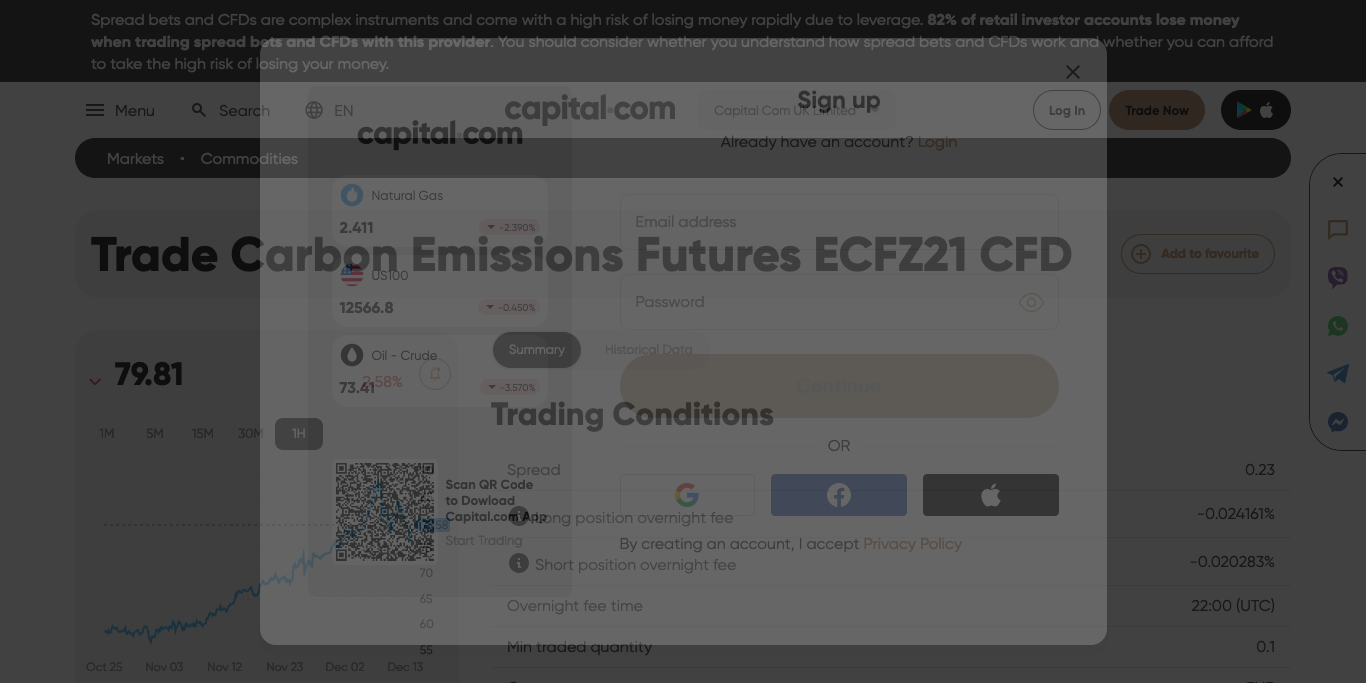 Spread bets and CFDs are complex instruments and come with a high risk of losing money rapidly due to leverage. 82% of retail investor accounts lose money
when trading spread bets and CFDs with this provider. You should consider whether you understand how spread bets and CFDs work and whether you can afford
to take the high risk of losing your money.
Menu
Search
EN
capital.com
Capital Com UK Limited
Log In
Trade Now
Markets • Commodities
Trade Carbon Emissions Futures ECFZ21 CFD
Add to favourite
79.81
3.58%
1M 5M 15M 30M 1H
70
65
60
55
Oct 25 Nov 03 Nov 12 Nov 23 Dec 02 Dec 13
Summary Historical Data
Trading Conditions
Spread 0.23
Long position overnight fee -0.024161%
Short position overnight fee -0.020283%
Overnight fee time 22:00 (UTC)
Min traded quantity 0.1
capital.com
Natural Gas
2.411 -2.390%
US100
12566.8 -0.450%
Oil - Crude
73.41 -3.570%
Scan QR Code
to Dowload
Capital.com App
Start Trading
Sign up
Already have an account? Login
Email address
Password
Continue
OR
By creating an account, I accept Privacy Policy